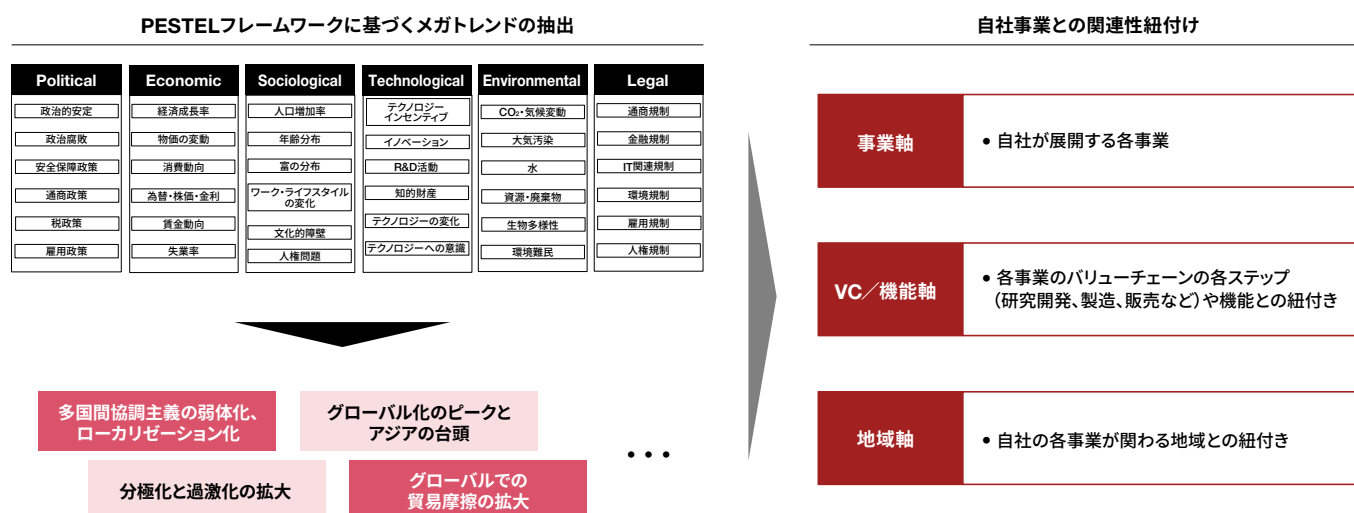 PESTELフレームワークに基づくメガトレンドの抽出
Political
政治的安定
政治腐敗
安全保障政策
通商政策
税政策
雇用政策
Economic
経済成長率
物価の変動
消費動向
為替・株価・金利
賃金動向
失業率
Sociological
人口増加率
年齢分布
富の分布
ワーク・ライフスタイル
の変化
文化的障壁
人権問題
Technological
テクノロジー
インセンティブ
イノベーション
R&D活動
知的財産
テクノロジーの変化
テクノロジーへの意識
Environmental
CO₂・気候変動
大気汚染
水
資源・廃棄物
生物多様性
環境難民
Legal
通商規制
金融規制
IT関連規制
環境規制
雇用規制
人権規制
多国間協調主義の弱体化、
ローカリゼーション化
グローバル化のピークと
アジアの台頭
分極化と過激化の拡大
グローバルでの
貿易摩擦の拡大
・・・
自社事業との関連性紐付け
事業軸
• 自社が展開する各事業
VC／機能軸
• 各事業のバリューチェーンの各ステップ
（研究開発、製造、販売など）や機能との紐付き
地域軸
• 自社の各事業が関わる地域との紐付き